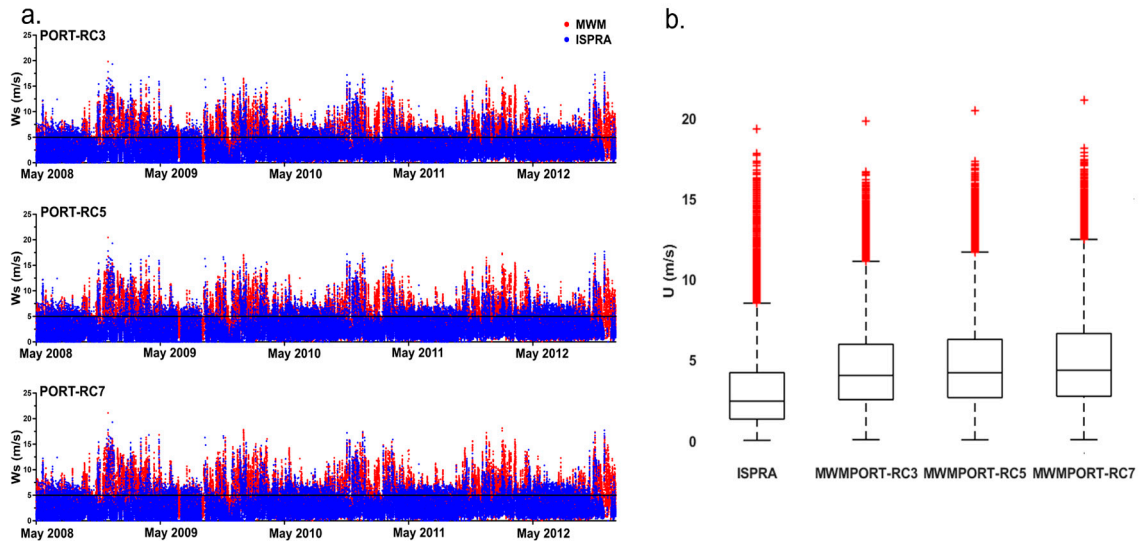 a.
PORT-RC3
MWM
ISPRA
Ws (m/s)
25
20
15
10
5
0
May 2008 May 2009 May 2010 May 2011 May 2012
PORT-RC5
Ws (m/s)
25
20
15
10
5
0
May 2008 May 2009 May 2010 May 2011 May 2012
PORT-RC7
Ws (m/s)
25
20
15
10
5
0
May 2008 May 2009 May 2010 May 2011 May 2012
b.
U (m/s)
20
15
10
5
0
ISPRA MWMPORT-RC3 MWMPORT-RC5 MWMPORT-RC7